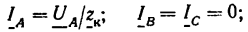 I_A = U_A/z_к;   I_B = I_C = 0;